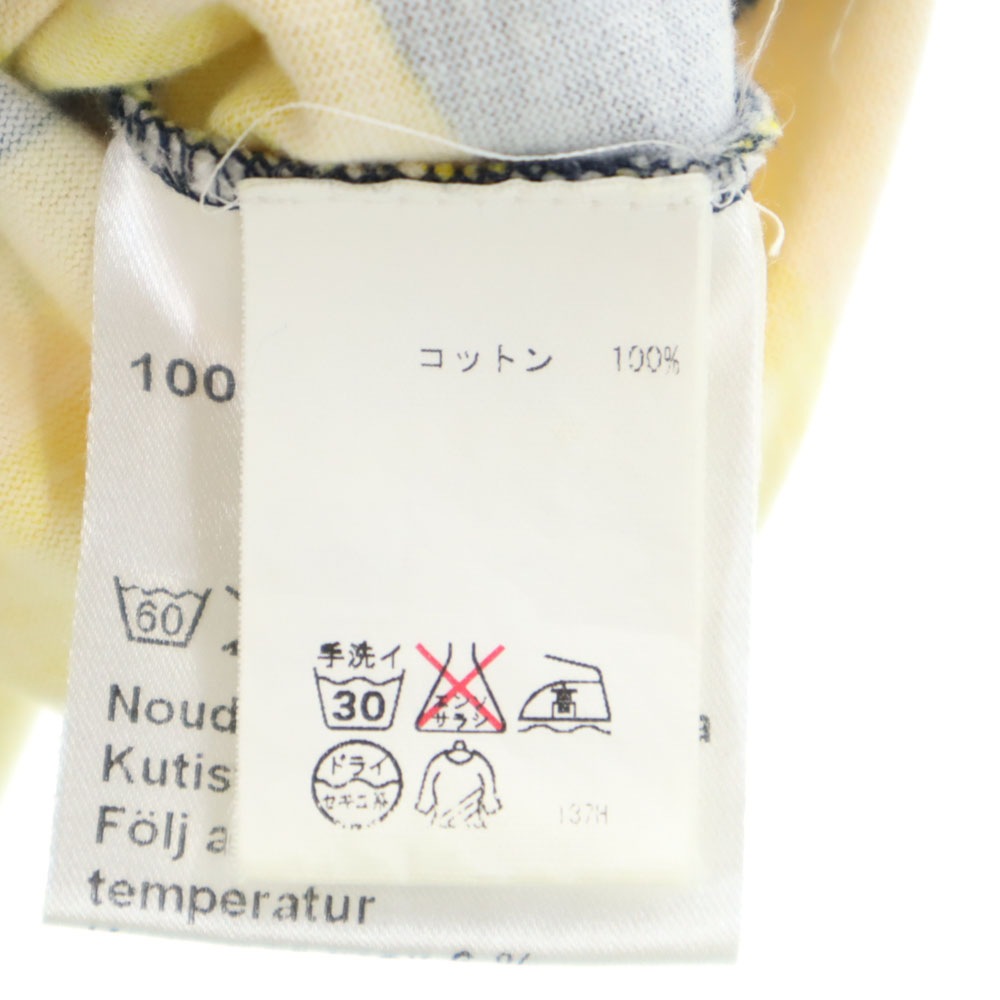 コットン 100%
手洗イ
30
エンソ
サラシ
高
ドライ
セキユ系
137H
100
60
Noud
Kutis
Följ a
temperatur
%